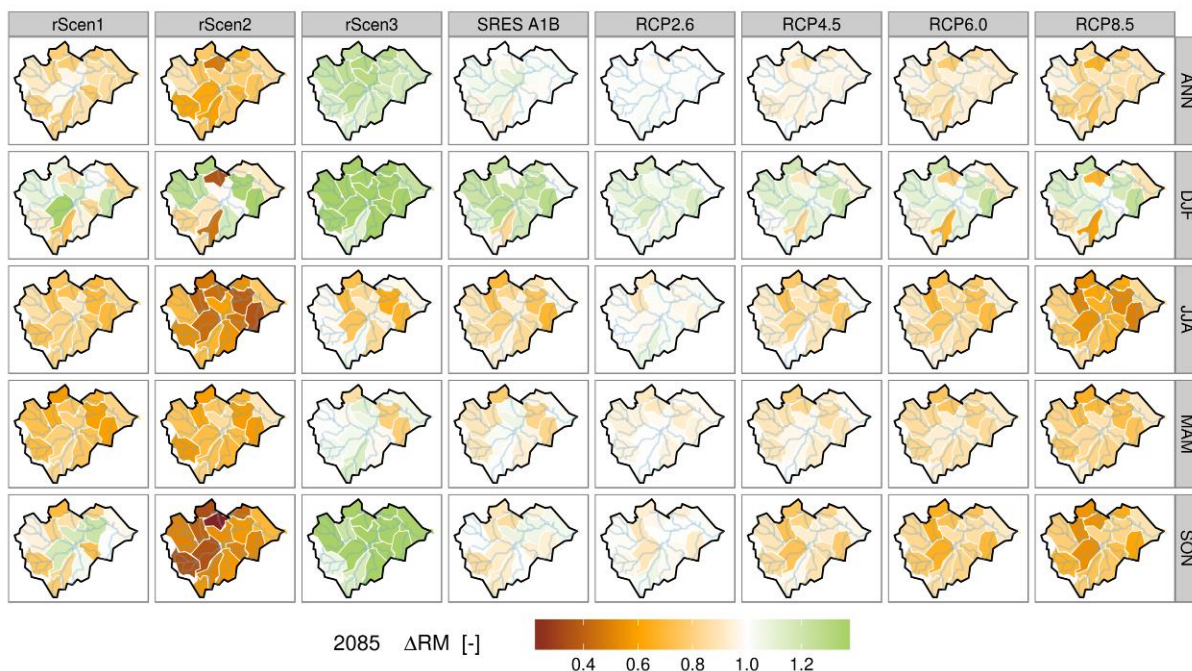 rScen1 rScen2 rScen3 SRES A1B RCP2.6 RCP4.5 RCP6.0 RCP8.5
ANN
DJF
JJA
MAM
SON
2085 ΔRM [-]
0.4 0.6 0.8 1.0 1.2